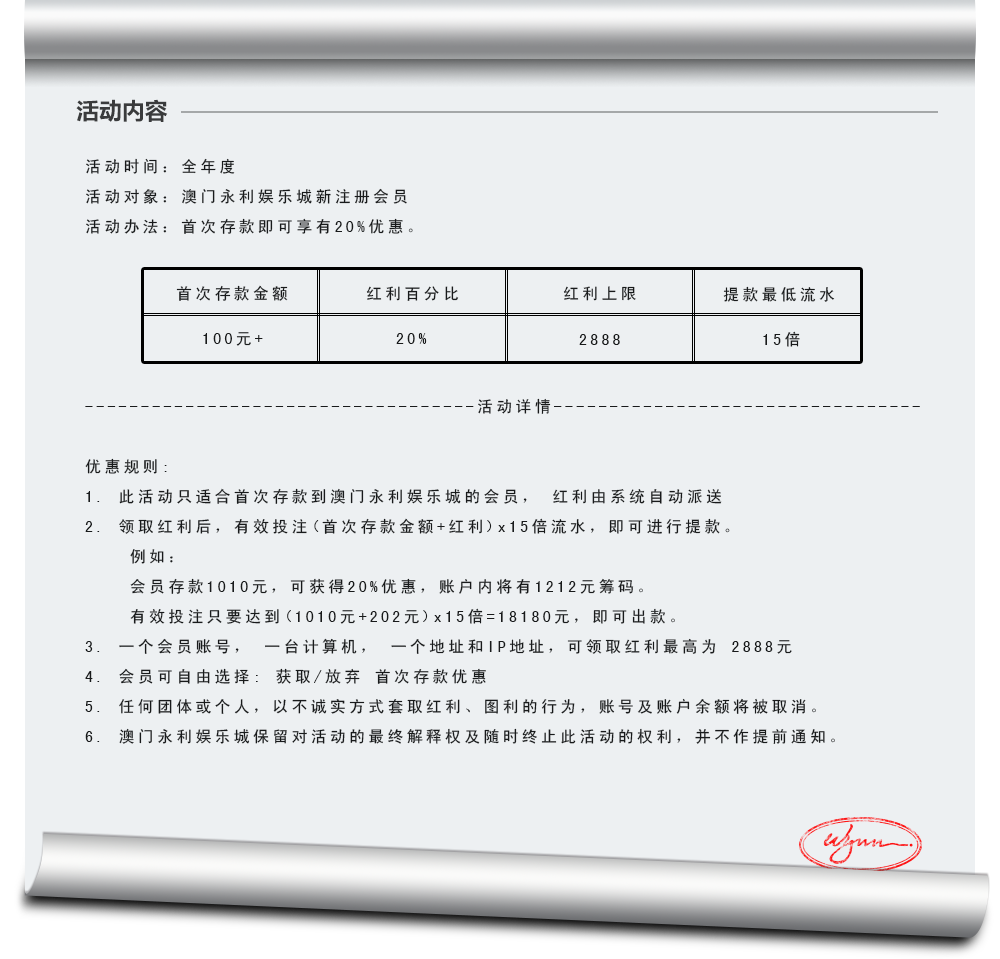 活动内容
活动时间：全年度
活动对象：澳门永利娱乐城新注册会员
活动办法：首次存款即可享有20%优惠。
首次存款金额 红利百分比 红利上限 提款最低流水
100元+ 20% 2888 15倍
-----------------------------------活动详情---------------------------------
优惠规则:
1. 此活动只适合首次存款到澳门永利娱乐城的会员， 红利由系统自动派送
2. 领取红利后，有效投注(首次存款金额+红利)x15倍流水，即可进行提款。
例如：
会员存款1010元，可获得20%优惠，账户内将有1212元筹码。
有效投注只要达到(1010元+202元)x15倍=18180元，即可出款。
3. 一个会员账号， 一台计算机， 一个地址和IP地址，可领取红利最高为 2888元
4. 会员可自由选择: 获取/放弃 首次存款优惠
5. 任何团体或个人，以不诚实方式套取红利、图利的行为，账号及账户余额将被取消。
6. 澳门永利娱乐城保留对活动的最终解释权及随时终止此活动的权利，并不作提前通知。
Wynn